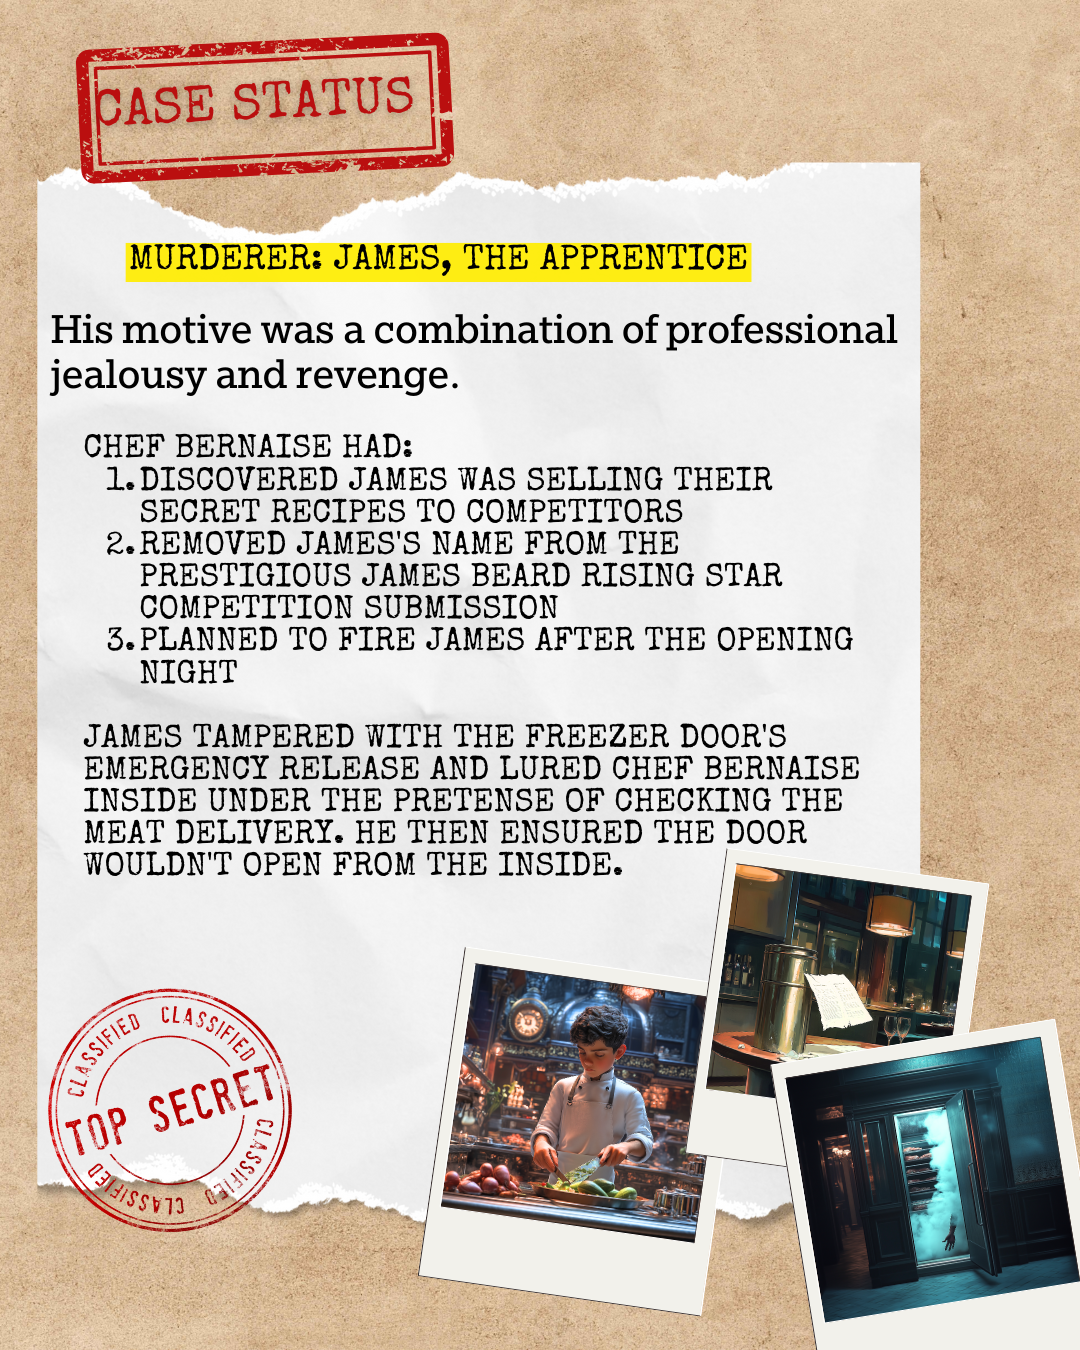 CASE STATUS
MURDERER: JAMES, THE APPRENTICE
His motive was a combination of professional
jealousy and revenge.
CHEF BERNAISE HAD:
1. DISCOVERED JAMES WAS SELLING THEIR
SECRET RECIPES TO COMPETITORS
2. REMOVED JAMES'S NAME FROM THE
PRESTIGIOUS JAMES BEARD RISING STAR
COMPETITION SUBMISSION
3. PLANNED TO FIRE JAMES AFTER THE OPENING
NIGHT
JAMES TAMPERED WITH THE FREEZER DOOR'S
EMERGENCY RELEASE AND LURED CHEF BERNAISE
INSIDE UNDER THE PRETENSE OF CHECKING THE
MEAT DELIVERY. HE THEN ENSURED THE DOOR
WOULDN'T OPEN FROM THE INSIDE.
CLASSIFIED CLASSIFIED
TOP SECRET
CLASSIFIED CLASSIFIED CLASSIFIED